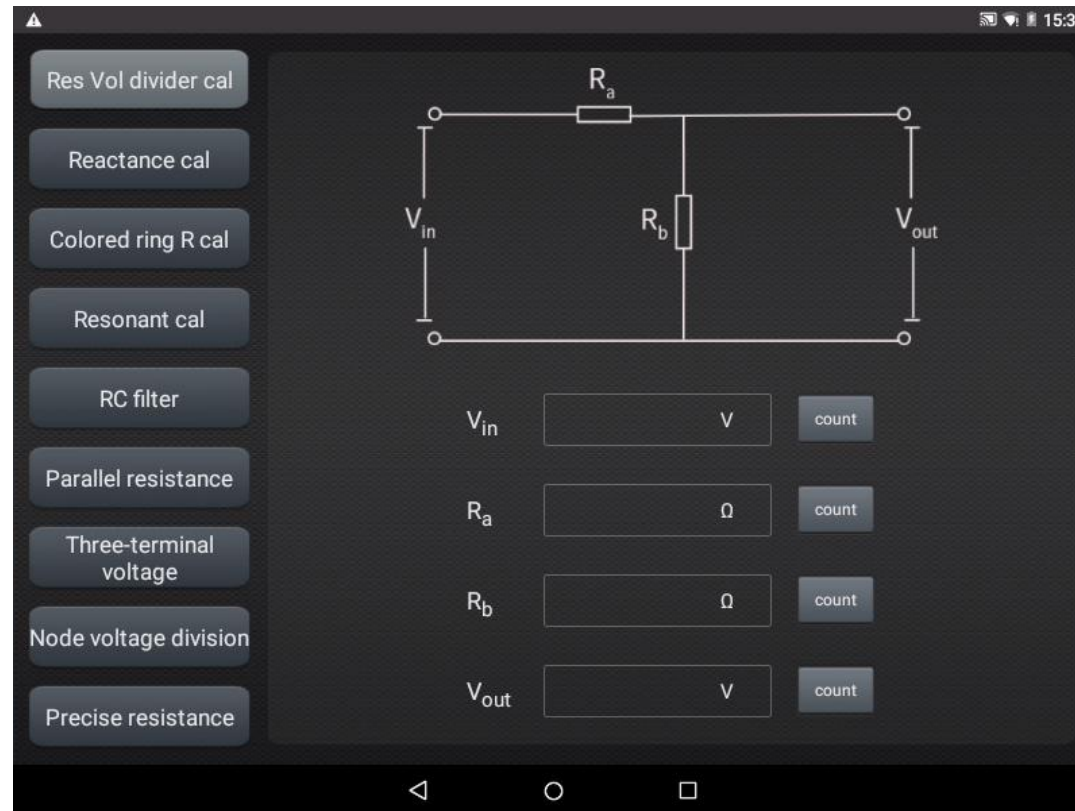 15:3
Res Vol divider cal
Reactance cal
Colored ring R cal
Resonant cal
RC filter
Parallel resistance
Three-terminal
voltage
Node voltage division
Precise resistance
Ra
Vin
Rb
Vout
Vin V count
Ra Ω count
Rb Ω count
Vout V count